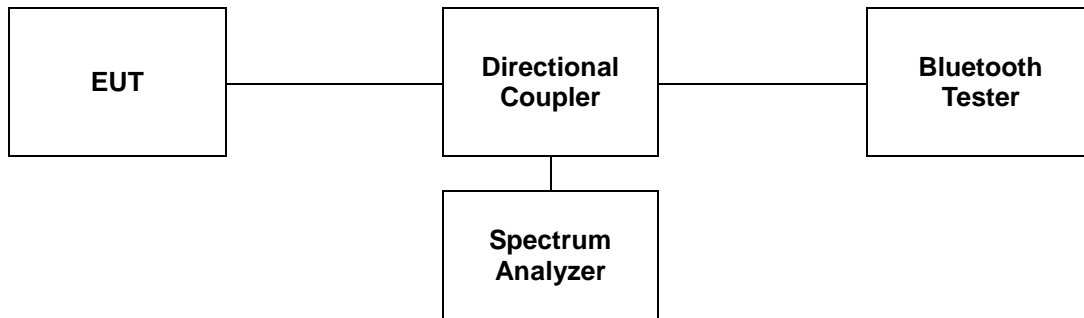 EUT
Directional
Coupler
Bluetooth
Tester
Spectrum
Analyzer